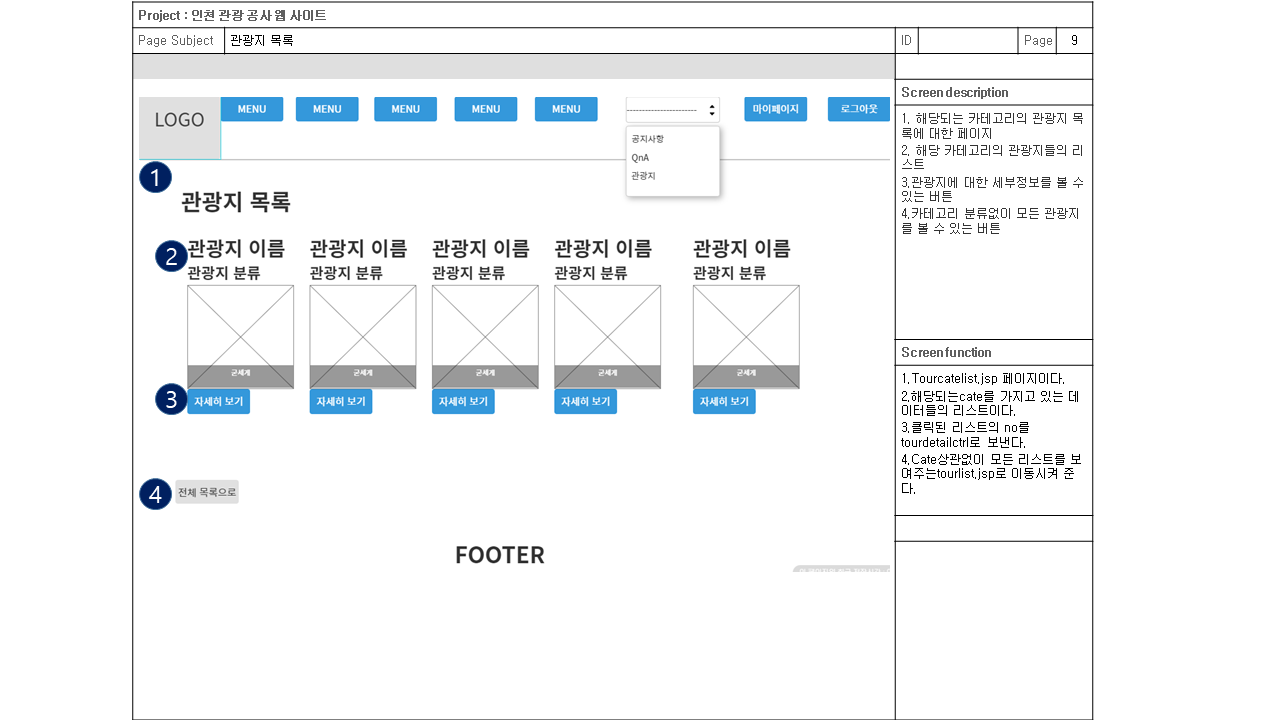 Project : 인천 관광 공사 웹 사이트
Page Subject 관광지 목록 ID Page 9
LOGO MENU MENU MENU MENU MENU ----------------------- 마이페이지 로그아웃
공지사항
QnA
관광지
1
관광지 목록
2
관광지 이름 관광지 이름 관광지 이름 관광지 이름 관광지 이름
관광지 분류 관광지 분류 관광지 분류 관광지 분류 관광지 분류
굳세게 굳세게 굳세게 굳세게 굳세게
3
자세히 보기 자세히 보기 자세히 보기 자세히 보기 자세히 보기
4 전체 목록으로
FOOTER
Screen description
1. 해당되는 카테고리의 관광지 목
록에 대한 페이지
2. 해당 카테고리의 관광지들의 리
스트
3.관광지에 대한 세부정보를 볼 수
있는 버튼
4.카테고리 분류없이 모든 관광지
를 볼 수 있는 버튼
Screen function
1.Tourcatelist.jsp 페이지이다.
2.해당되는cate를 가지고 있는 데
이터들의 리스트이다.
3.클릭된 리스트의 no를
tourdetailctrl로 보낸다.
4.Cate상관없이 모든 리스트를 보
여주는tourlist.jsp로 이동시켜 준
다.